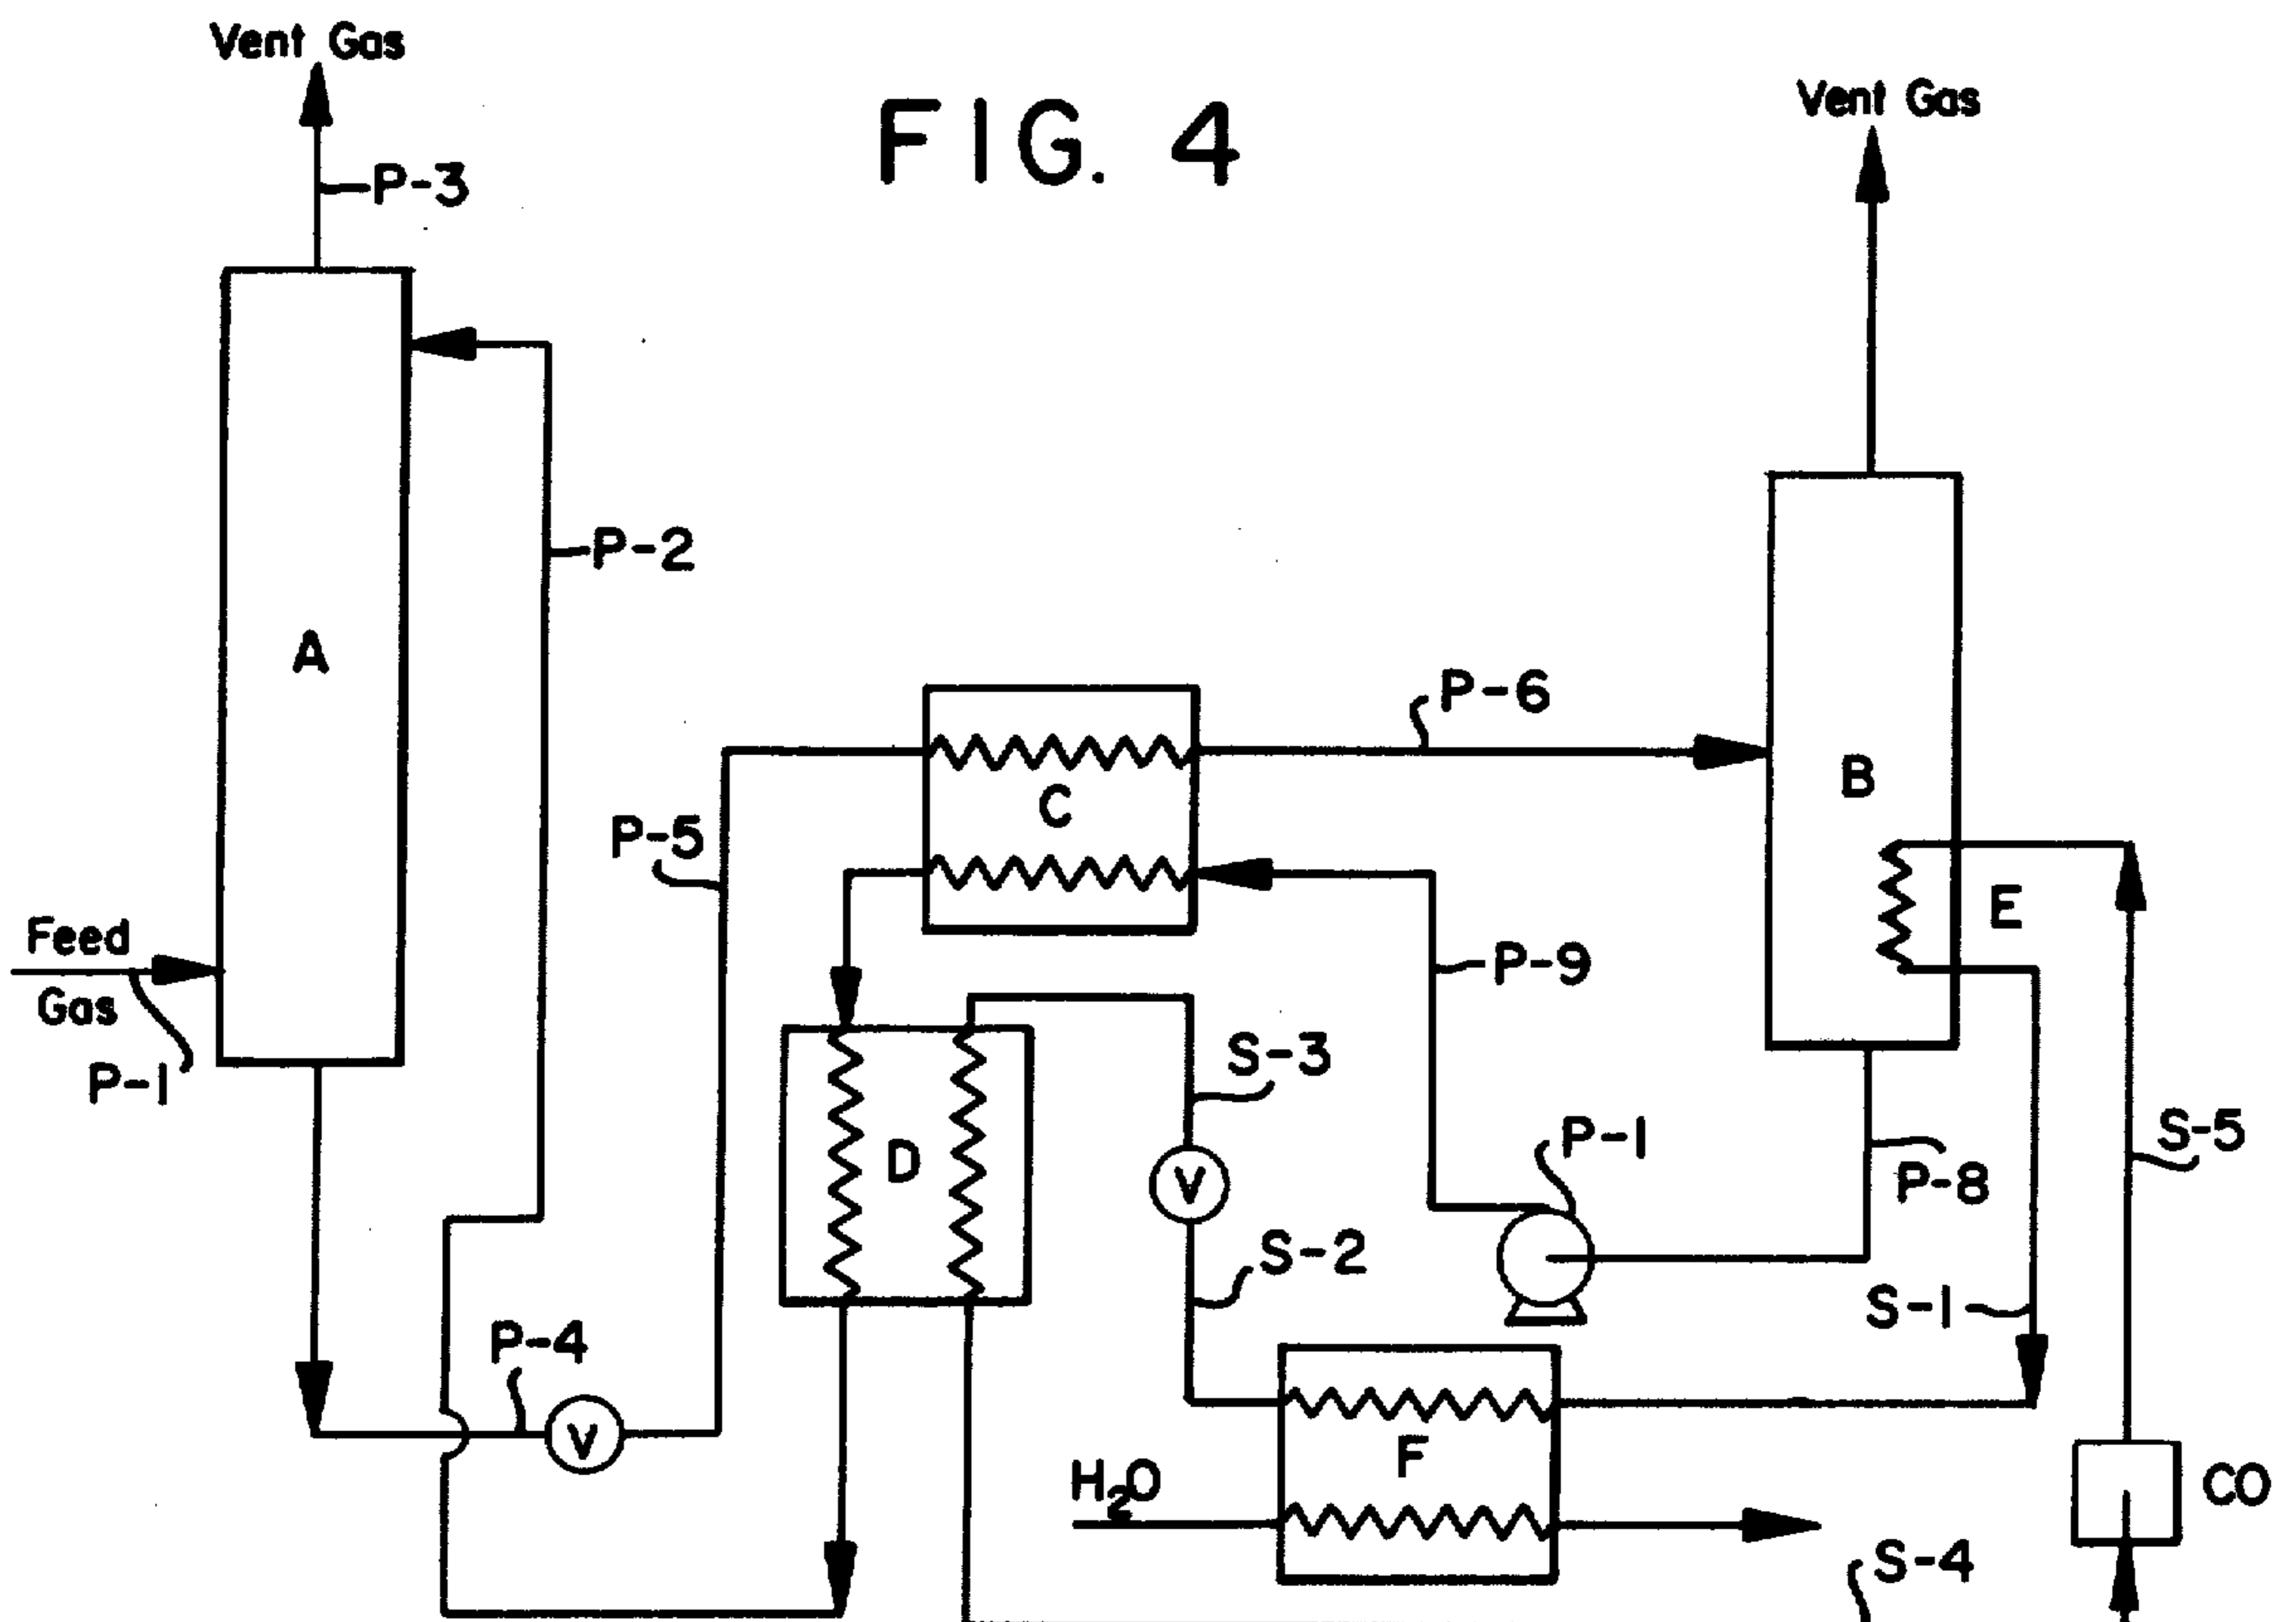 Vent Gas
FIG. 4
Vent Gas
P-3
P-2
A
P-6
B
C
P-5
E
Feed
Gas
P-9
S-3
P-1
P-1
S-5
D
V
P-8
S-2
S-1
P-4
V
F
H2O
CO
S-4